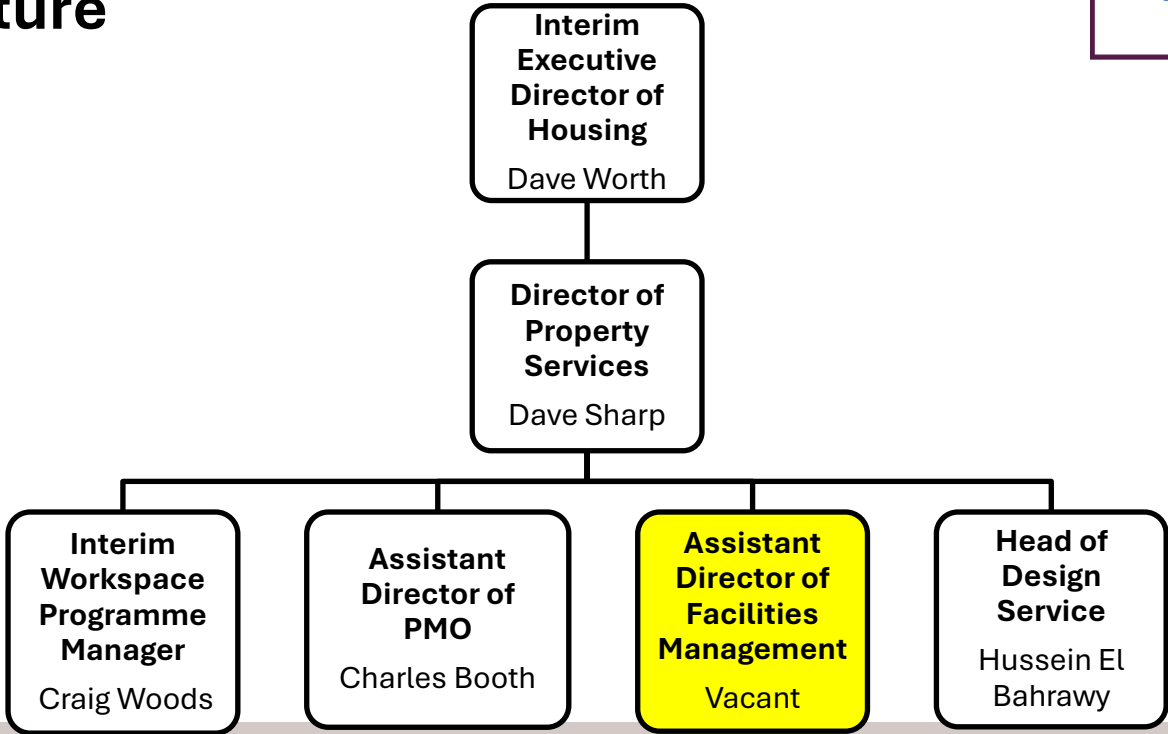 ture
Interim
Executive
Director of
Housing
Dave Worth
Director of
Property
Services
Dave Sharp
Interim
Workspace
Programme
Manager
Craig Woods
Assistant
Director of
PMO
Charles Booth
Assistant
Director of
Facilities
Management
Vacant
Head of
Design
Service
Hussein El
Bahrawy